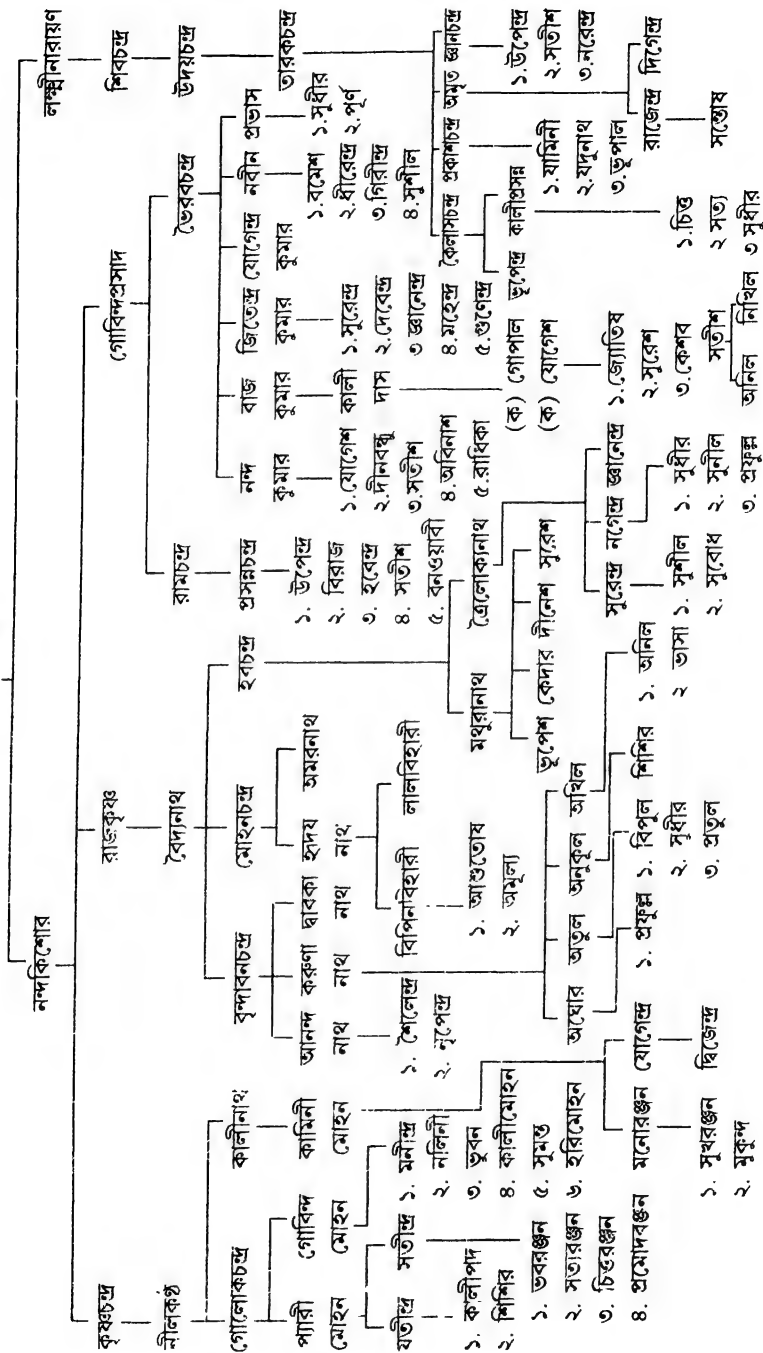 নন্দকিশোর লক্ষ্মীনারায়ণ
কৃষ্ণচন্দ্র রাজকৃষ্ণ গোবিন্দপ্রসাদ শিবচন্দ্র
নীলকণ্ঠ বৈদ্যনাথ উদয়চন্দ্র
রামচন্দ্র ভৈরবচন্দ্র তারকচন্দ্র
গোলোকচন্দ্র কালীনাথ বৃন্দাবনচন্দ্র মোহনচন্দ্র হবচন্দ্র প্রসন্নচন্দ্র
নন্দ বাজ জিতেন্দ্র যোগেন্দ্র নবীন প্রভাস
কুমার কুমার কুমার কুমার
প্যারী গোবিন্দ কামিনী আনন্দ করুণা দ্বাবকা হৃদয় অমরনাথ
মোহন মোহন মোহন নাথ নাথ নাথ নাথ
১. উপেন্দ্র
২. বিরাজ
৩. হবেন্দ্র
৪. সতীশ
৫. বনওয়াবী
১.যোগেশ
২.দীনবন্ধু
৩.সতীশ
৪.অবিনাশ
৫.রাধিকা
কালী
দাস
১.সুরেন্দ্র
২.দেবেন্দ্র
৩ জ্ঞানেন্দ্র
৪.মহেন্দ্র
৫.গুণেন্দ্র
১.বমেশ
২.ধীরেন্দ্র
৩.গিরীন্দ্র
৪.সুশীল
১.সুধীর
২.পূর্ণ
কৈলাসচন্দ্র প্রকাশচন্দ্র অমৃত জ্ঞানচন্দ্র
যতীন্দ্র সতীন্দ্র
১. মনীন্দ্র
২. নলিনী
৩. ভুবন
৪. কালীমোহন
৫. সুমন্ত
৬. হরিমোহন
১. শৈলেন্দ্র
২. নৃপেন্দ্র
বিপিনবিহারী লালবিহারী
মথুরানাথ ত্রৈলোক্যনাথ
(ক) গোপাল
(ক) যোগেশ
ভূপেন্দ্র কালীপ্রসন্ন
১.যামিনী
২.যদুনাথ
৩.ভূপাল
১.উপেন্দ্র
২.সতীশ
৩.নরেন্দ্র
১. কালীপদ
২. শিশির
১. ভবরঞ্জন
২. সত্যরঞ্জন
৩. চিত্তরঞ্জন
৪. প্রমোদবঞ্জন
১. আশুতোষ
২. অমূল্য
ভূপেশ কেদার দীনেশ সুরেশ
রাজেন্দ্র দিগেন্দ্র
অঘোর অতুল অনুকূল অখিল
সুরেন্দ্র নগেন্দ্র জ্ঞানেন্দ্র
১.জ্যোতিষ
২.সুরেশ
৩.কেশব
মনোরঞ্জন যোগেন্দ্র
১. প্রফুল্ল
১. বিপুল
২. সুধীর
৩. প্রতুল
শিশির
১. অনিল
২ ভাসা
১. সুশীল
২. সুবোধ
১. সুধীর
২. সুনীল
৩. প্রফুল্ল
সতীশ
অনিল নিখিল
১.চিত্ত
২ সত্য
৩ সুধীর
সন্তোষ
১. সুখরঞ্জন
২. মুকুন্দ
দ্বিজেন্দ্র